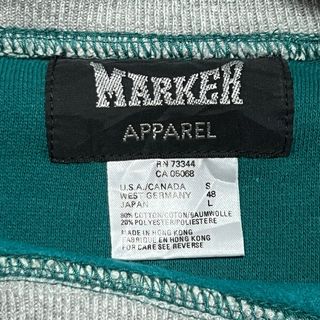 MARKER
APPAREL
RN 73344
CA 05068
U.S.A./CANADA S
WEST GERMANY 48
JAPAN L
80% COTTON/COTON/BAUMWOLLE
20% POLYESTER/POLIESTERE
MADE IN HONG KONG
FABRIQUE EN HONG KONG
FOR CARE SEE REVERSE